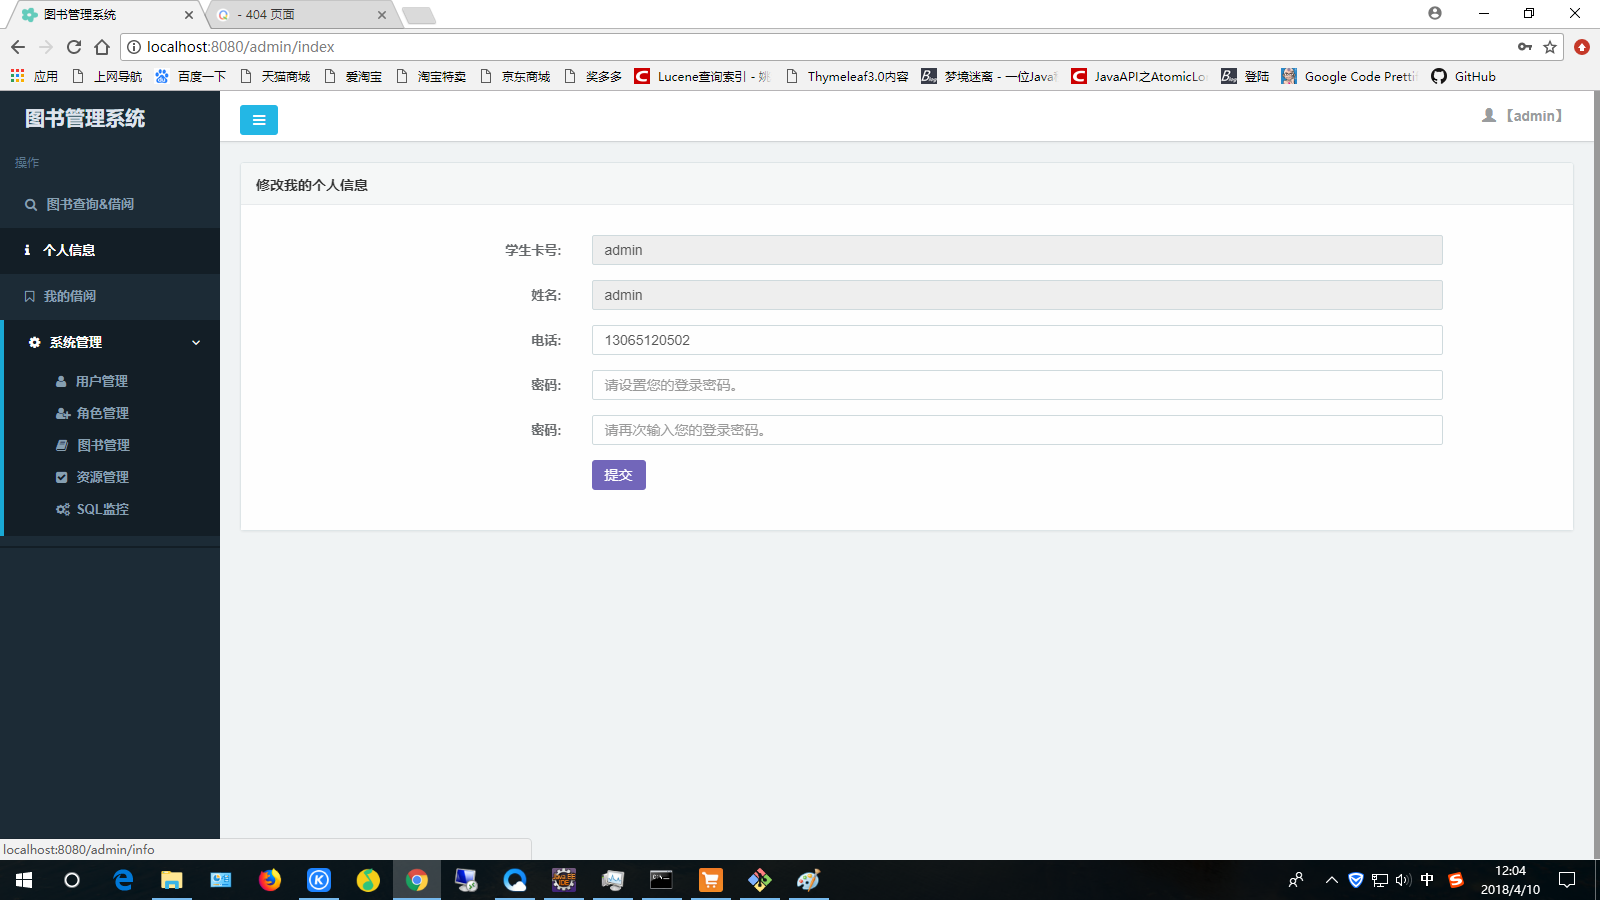 图书管理系统
- 404 页面
localhost:8080/admin/index
应用 上网导航 百度一下 天猫商城 爱淘宝 淘宝特卖 京东商城 奖多多 Lucene查询索引 - 姚 Thymeleaf3.0内容 梦境迷离 - 一位Java JavaAPI之AtomicLo 登陆 Google Code Pretti GitHub
图书管理系统
【admin】
操作
图书查询&借阅
个人信息
我的借阅
系统管理
用户管理
角色管理
图书管理
资源管理
SQL监控
修改我的个人信息
学生卡号: admin
姓名: admin
电话: 13065120502
密码: 请设置您的登录密码。
密码: 请再次输入您的登录密码。
提交
localhost:8080/admin/info
中
12:04
2018/4/10